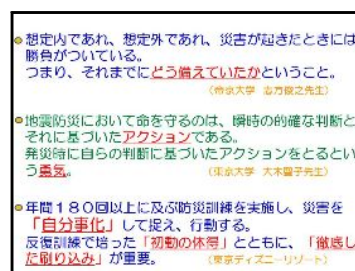 想定内であれ、想定外であれ、災害が起きたときには
勝負がついている。
つまり、それまでにどう備えていたかということ。
(帝京大学 志方俊之先生)
地震防災において命を守るのは、瞬時の的確な判断と
それに基づいたアクションである。
発災時に自らの判断に基づいたアクションをとるとい
う勇気。
(東京大学 大木聖子先生)
年間180回以上に及ぶ防災訓練を実施し、災害を
「自分事化」して捉え、行動する。
反復訓練で培った「初動の体得」とともに、「徹底し
た刷り込み」が重要。
(東京ディズニーリゾート)